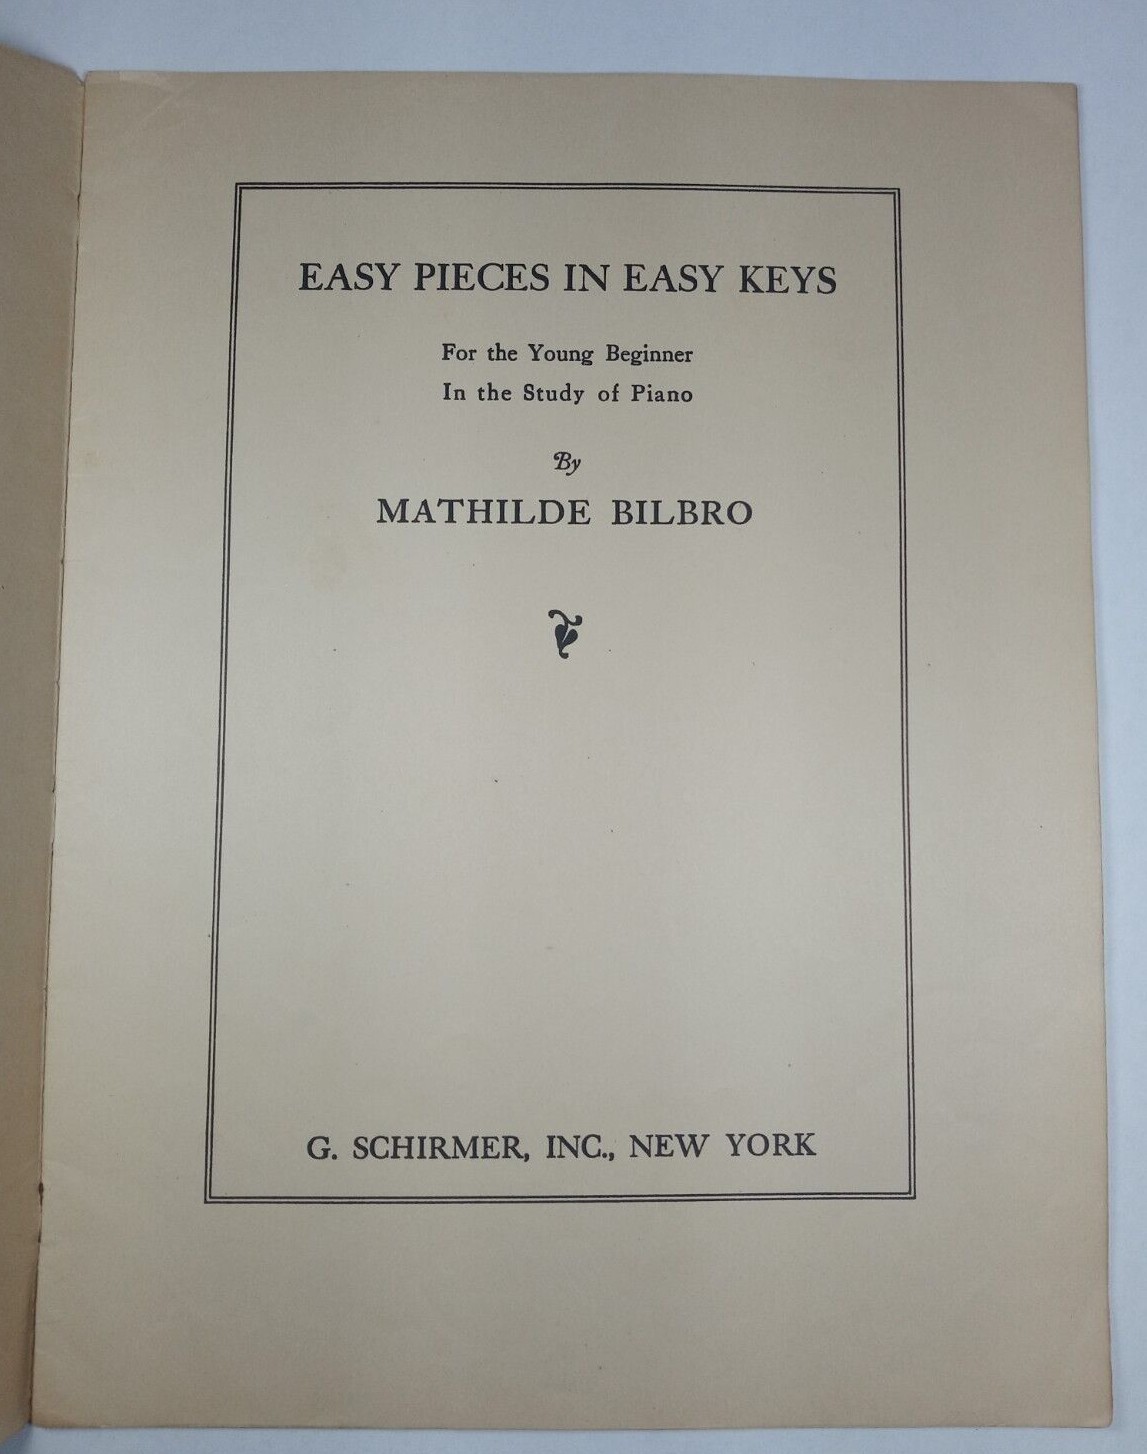 EASY PIECES IN EASY KEYS
For the Young Beginner
In the Study of Piano
By
MATHILDE BILBRO
G. SCHIRMER, INC., NEW YORK